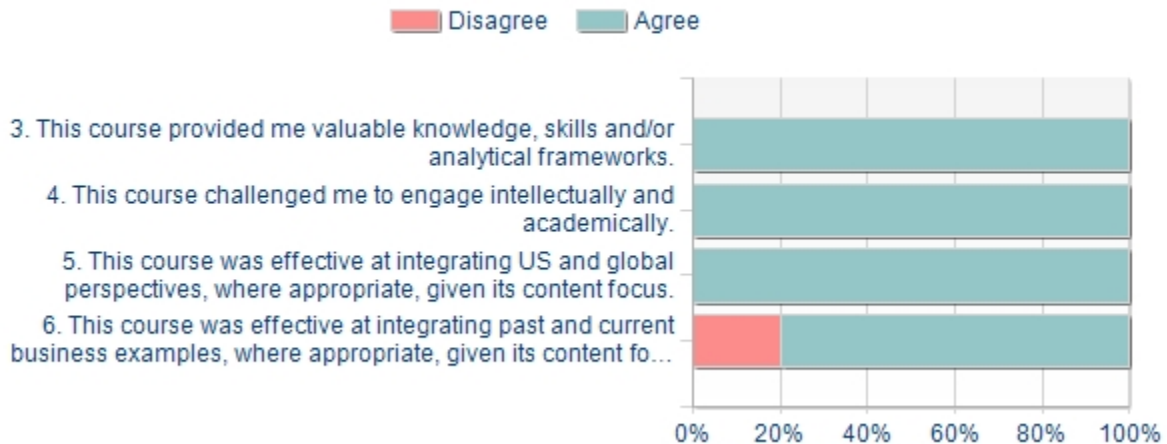 Disagree Agree
3. This course provided me valuable knowledge, skills and/or
analytical frameworks.
4. This course challenged me to engage intellectually and
academically.
5. This course was effective at integrating US and global
perspectives, where appropriate, given its content focus.
6. This course was effective at integrating past and current
business examples, where appropriate, given its content fo...
0% 20% 40% 60% 80% 100%